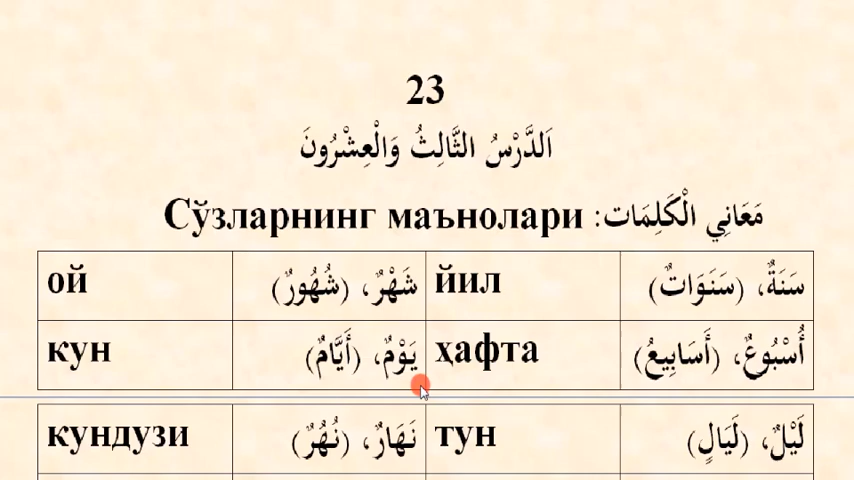 23
اَلدَّرْسُ الثَّالِثُ وَالْعِشْرُونَ
مَعَانِي الْكَلِمَات: Сўзларнинг маънолари
سَنَةٌ، (سَنَوَاتٌ) йил شَهْرٌ، (شُهُورٌ) ой
أُسْبُوعٌ، (أَسَابِيعُ) ҳафта يَوْمٌ، (أَيَّامٌ) кун
لَيْلٌ، (لَيَالٍ) тун نَهَارٌ، (نُهُرٌ) кундузи